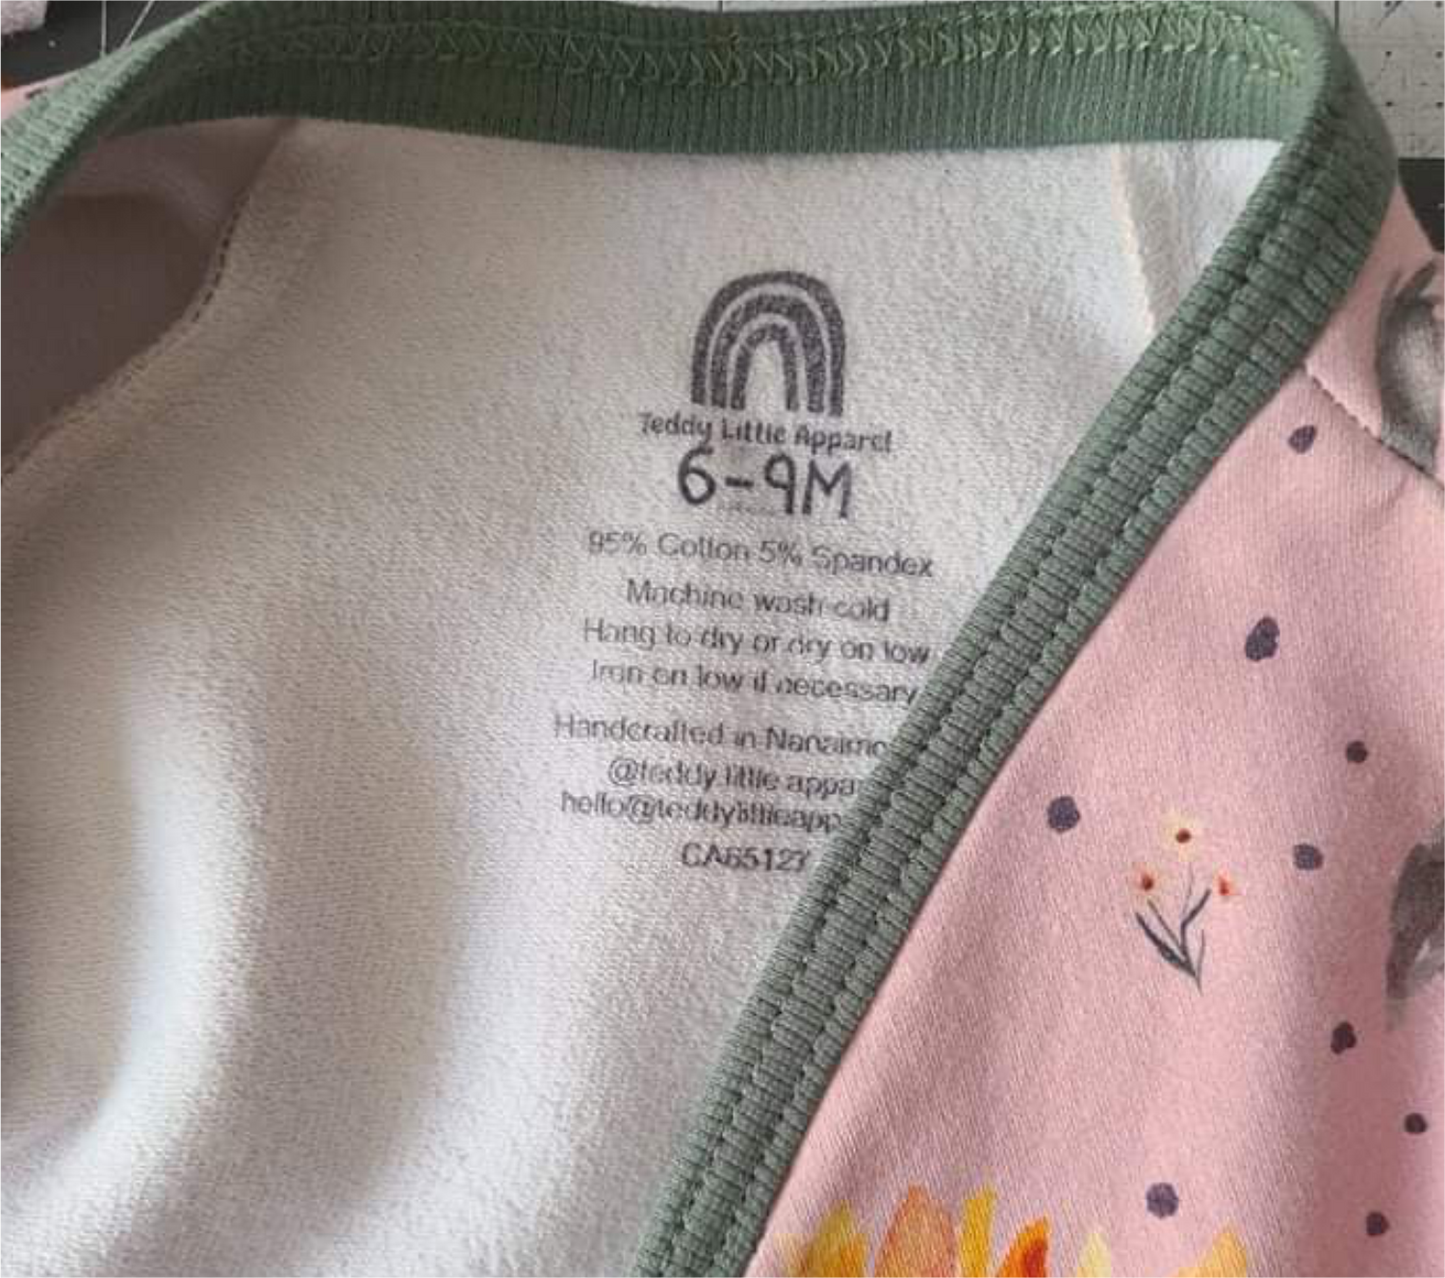 Teddy Little Apparel
6-9M
95% Cotton 5% Spandex
Machine wash cold
Hang to dry or dry on low
Iron on low if necessary
Handcrafted in Nanaimo
@teddy.little.appa
hello@teddylittleapp
CA65127